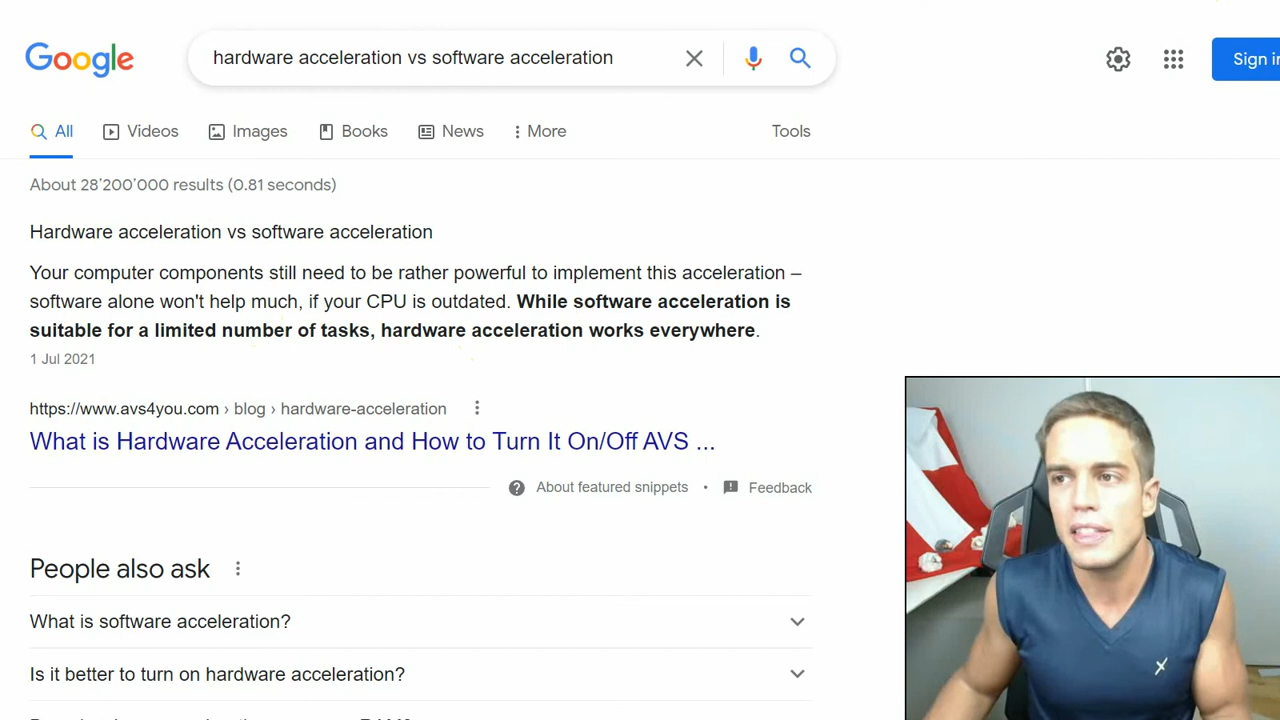 Google
hardware acceleration vs software acceleration
Sign in
All
Videos
Images
Books
News
More
Tools
About 28’200’000 results (0.81 seconds)
Hardware acceleration vs software acceleration
Your computer components still need to be rather powerful to implement this acceleration –
software alone won't help much, if your CPU is outdated. While software acceleration is
suitable for a limited number of tasks, hardware acceleration works everywhere.
1 Jul 2021
https://www.avs4you.com › blog › hardware-acceleration
What is Hardware Acceleration and How to Turn It On/Off AVS ...
About featured snippets • Feedback
People also ask
What is software acceleration?
Is it better to turn on hardware acceleration?